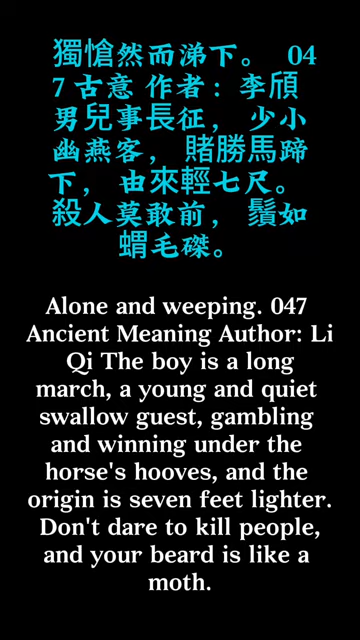 獨愴然而涕下。 04
7 古意 作者：李頎
男兒事長征， 少小
幽燕客， 賭勝馬蹄
下， 由來輕七尺。
殺人莫敢前， 鬚如
蝟毛磔。
Alone and weeping. 047
Ancient Meaning Author: Li
Qi The boy is a long
march, a young and quiet
swallow guest, gambling
and winning under the
horse's hooves, and the
origin is seven feet lighter.
Don't dare to kill people,
and your beard is like a
moth.